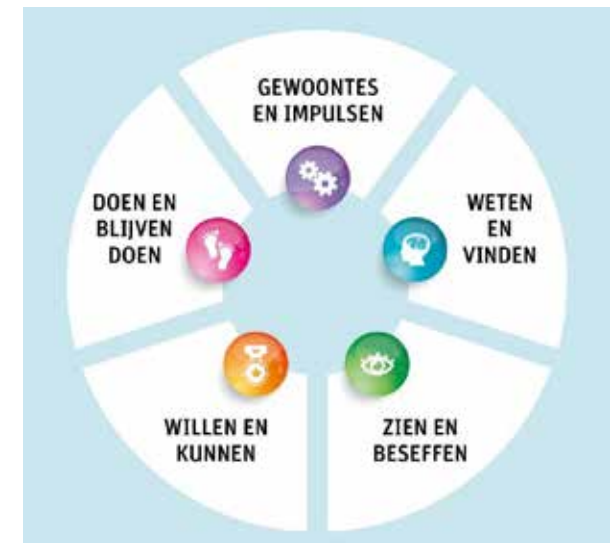 GEWOONTES
EN IMPULSEN
WETEN
EN
VINDEN
ZIEN EN
BESEFFEN
WILLEN EN
KUNNEN
DOEN EN
BLIJVEN
DOEN